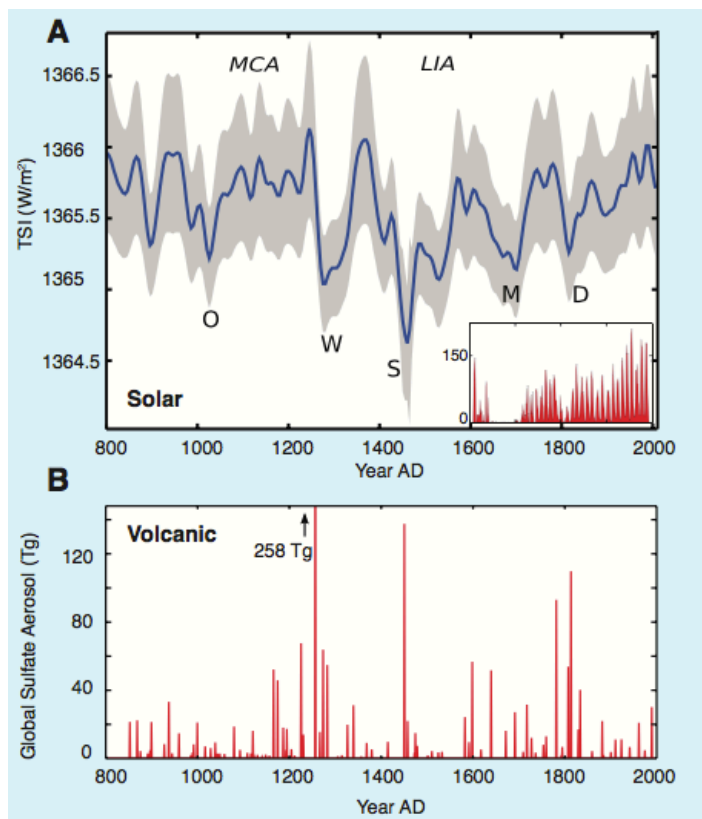 A
MCA
LIA
1366.5
1366
1365.5
1365
1364.5
TSI (W/m²)
O
W
S
M
D
150
0
Solar
800
1000
1200
1400
1600
1800
2000
Year AD
B
Volcanic
258 Tg
120
80
40
0
Global Sulfate Aerosol (Tg)
800
1000
1200
1400
1600
1800
2000
Year AD